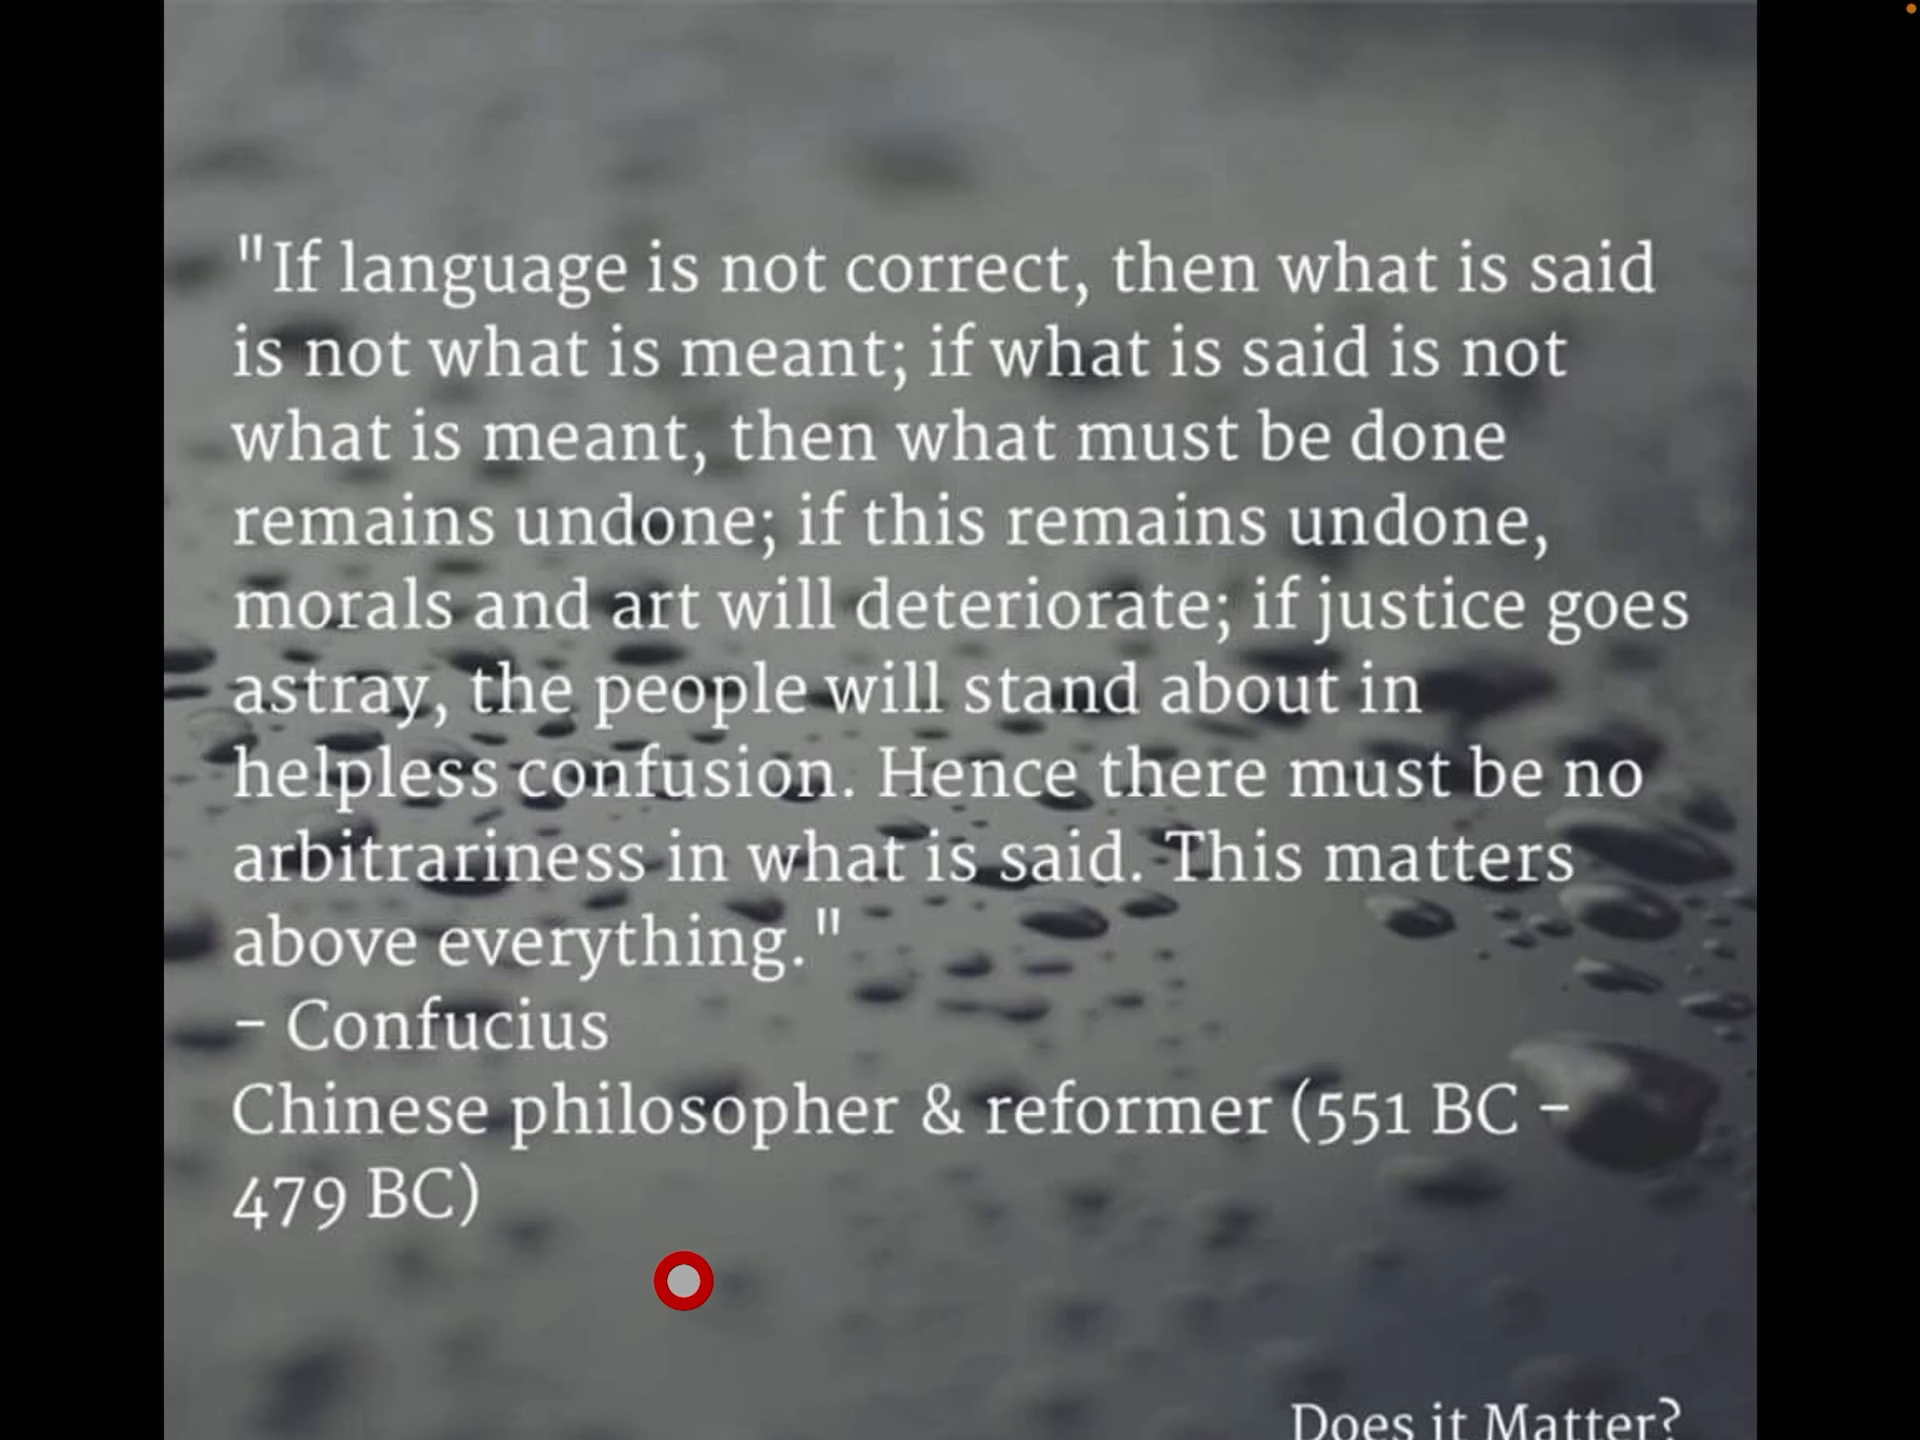 "If language is not correct, then what is said
is not what is meant; if what is said is not
what is meant, then what must be done
remains undone; if this remains undone,
morals and art will deteriorate; if justice goes
astray, the people will stand about in
helpless confusion. Hence there must be no
arbitrariness in what is said. This matters
above everything."
- Confucius
Chinese philosopher & reformer (551 BC -
479 BC)
Does it Matter?